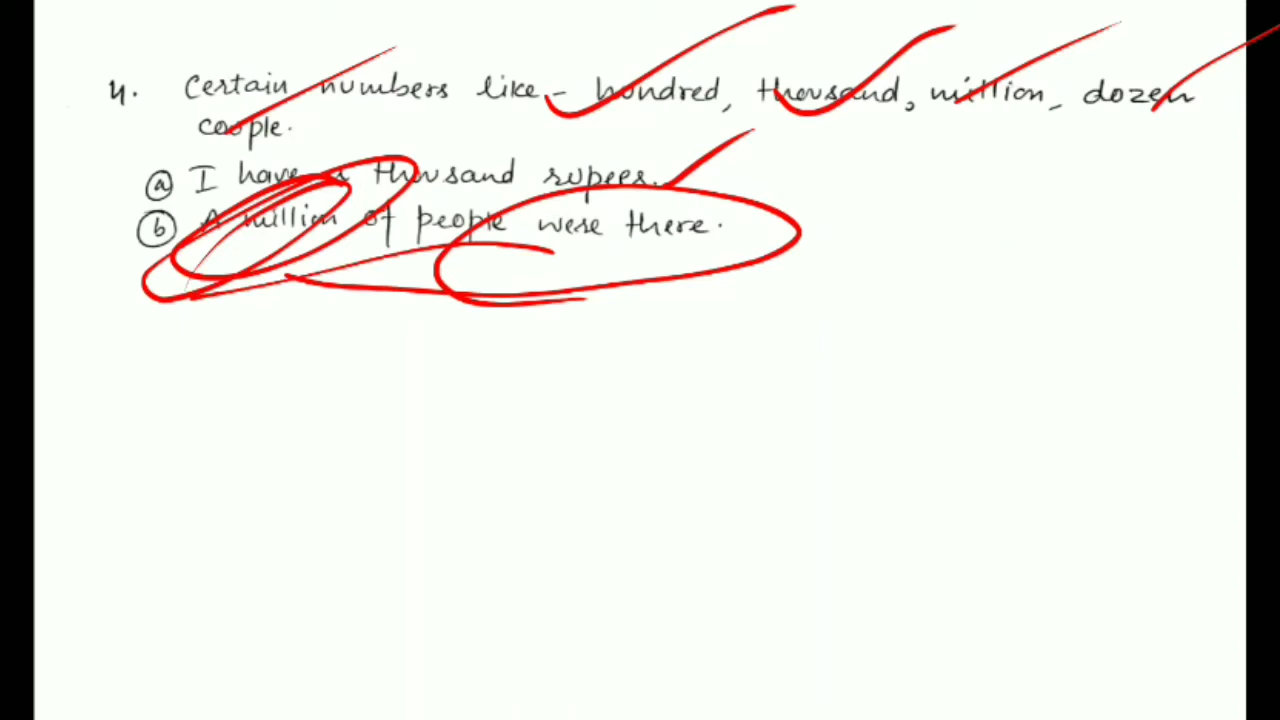 4. Certain numbers like - hundred, thousand, million, dozen
couple.
(a) I have a thousand rupees.
(b) A million of people were there.